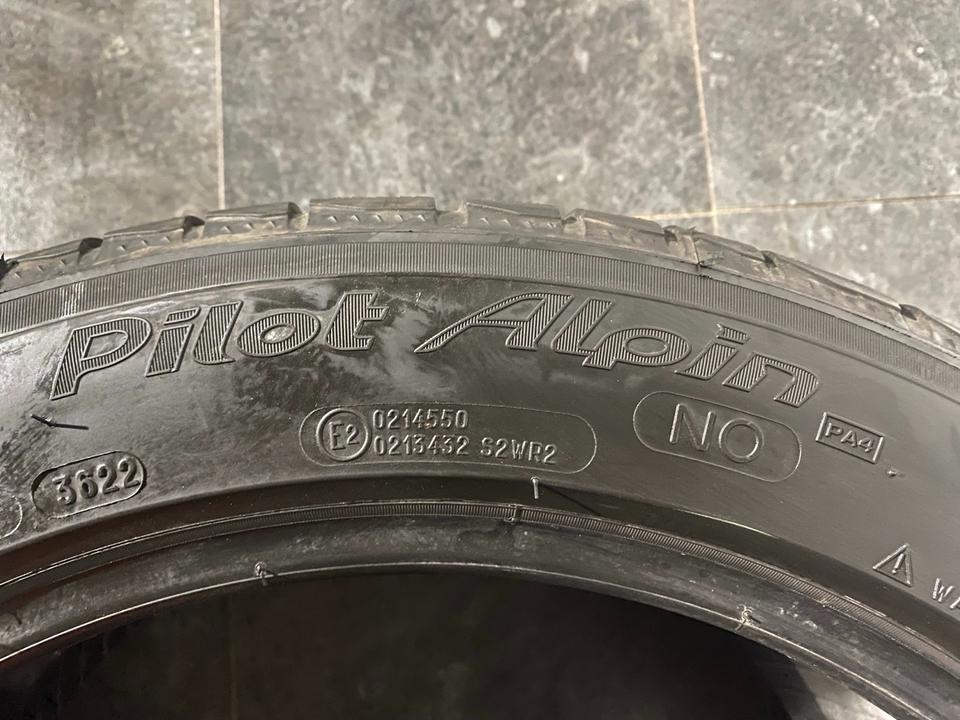 Pilot Alpin
E2 0214550
0213432 S2WR2
NO
PA4
3622